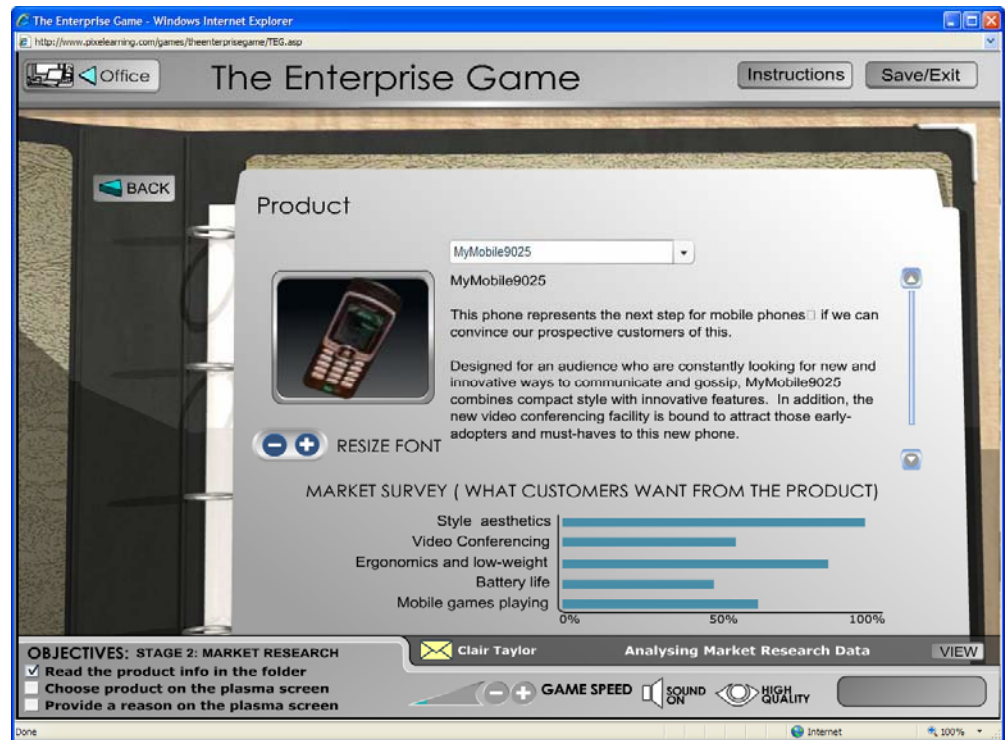 The Enterprise Game - Windows Internet Explorer
http://www.pixelearning.com/games/theenterprisegame/TEG.asp
Office
The Enterprise Game
Instructions
Save/Exit
BACK
Product
MyMobile9025
MyMobile9025
This phone represents the next step for mobile phones□ if we can
convince our prospective customers of this.
Designed for an audience who are constantly looking for new and
innovative ways to communicate and gossip, MyMobile9025
combines compact style with innovative features. In addition, the
new video conferencing facility is bound to attract those early-
adopters and must-haves to this new phone.
RESIZE FONT
MARKET SURVEY ( WHAT CUSTOMERS WANT FROM THE PRODUCT)
Style aesthetics
Video Conferencing
Ergonomics and low-weight
Battery life
Mobile games playing
0% 50% 100%
OBJECTIVES: STAGE 2: MARKET RESEARCH
Read the product info in the folder
Choose product on the plasma screen
Provide a reason on the plasma screen
Clair Taylor Analysing Market Research Data VIEW
GAME SPEED
SOUND
ON
HIGH
QUALITY
Done
Internet
100%